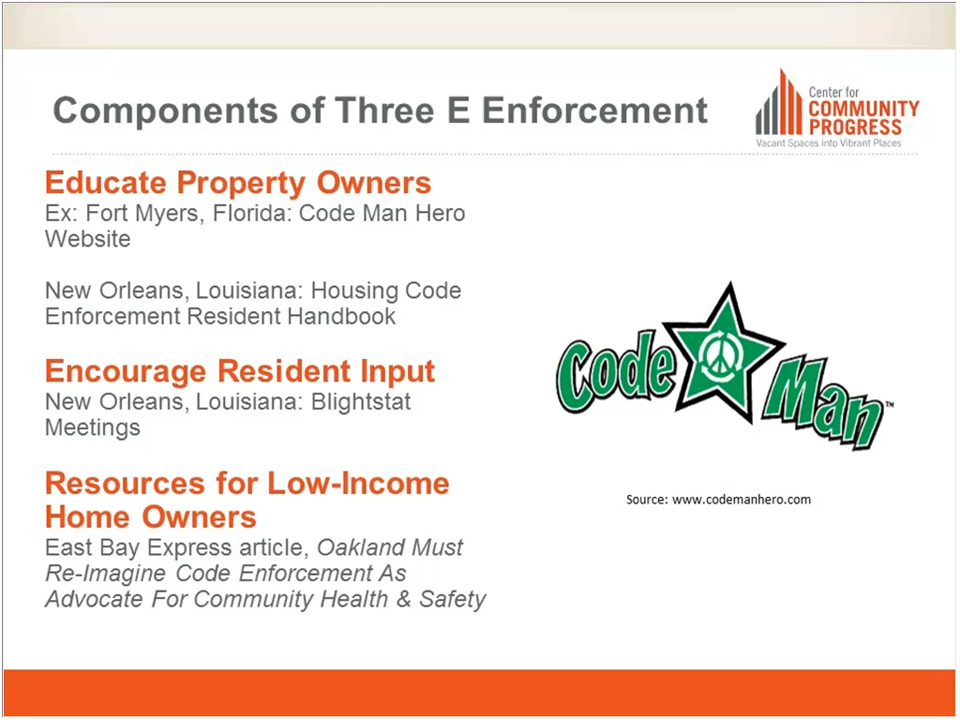 Components of Three E Enforcement
Center for
COMMUNITY
PROGRESS
Vacant Spaces into Vibrant Places
Educate Property Owners
Ex: Fort Myers, Florida: Code Man Hero
Website
New Orleans, Louisiana: Housing Code
Enforcement Resident Handbook
Encourage Resident Input
New Orleans, Louisiana: Blightstat
Meetings
Resources for Low-Income
Home Owners
East Bay Express article, Oakland Must
Re-Imagine Code Enforcement As
Advocate For Community Health & Safety
Code Man™
Source: www.codemanhero.com